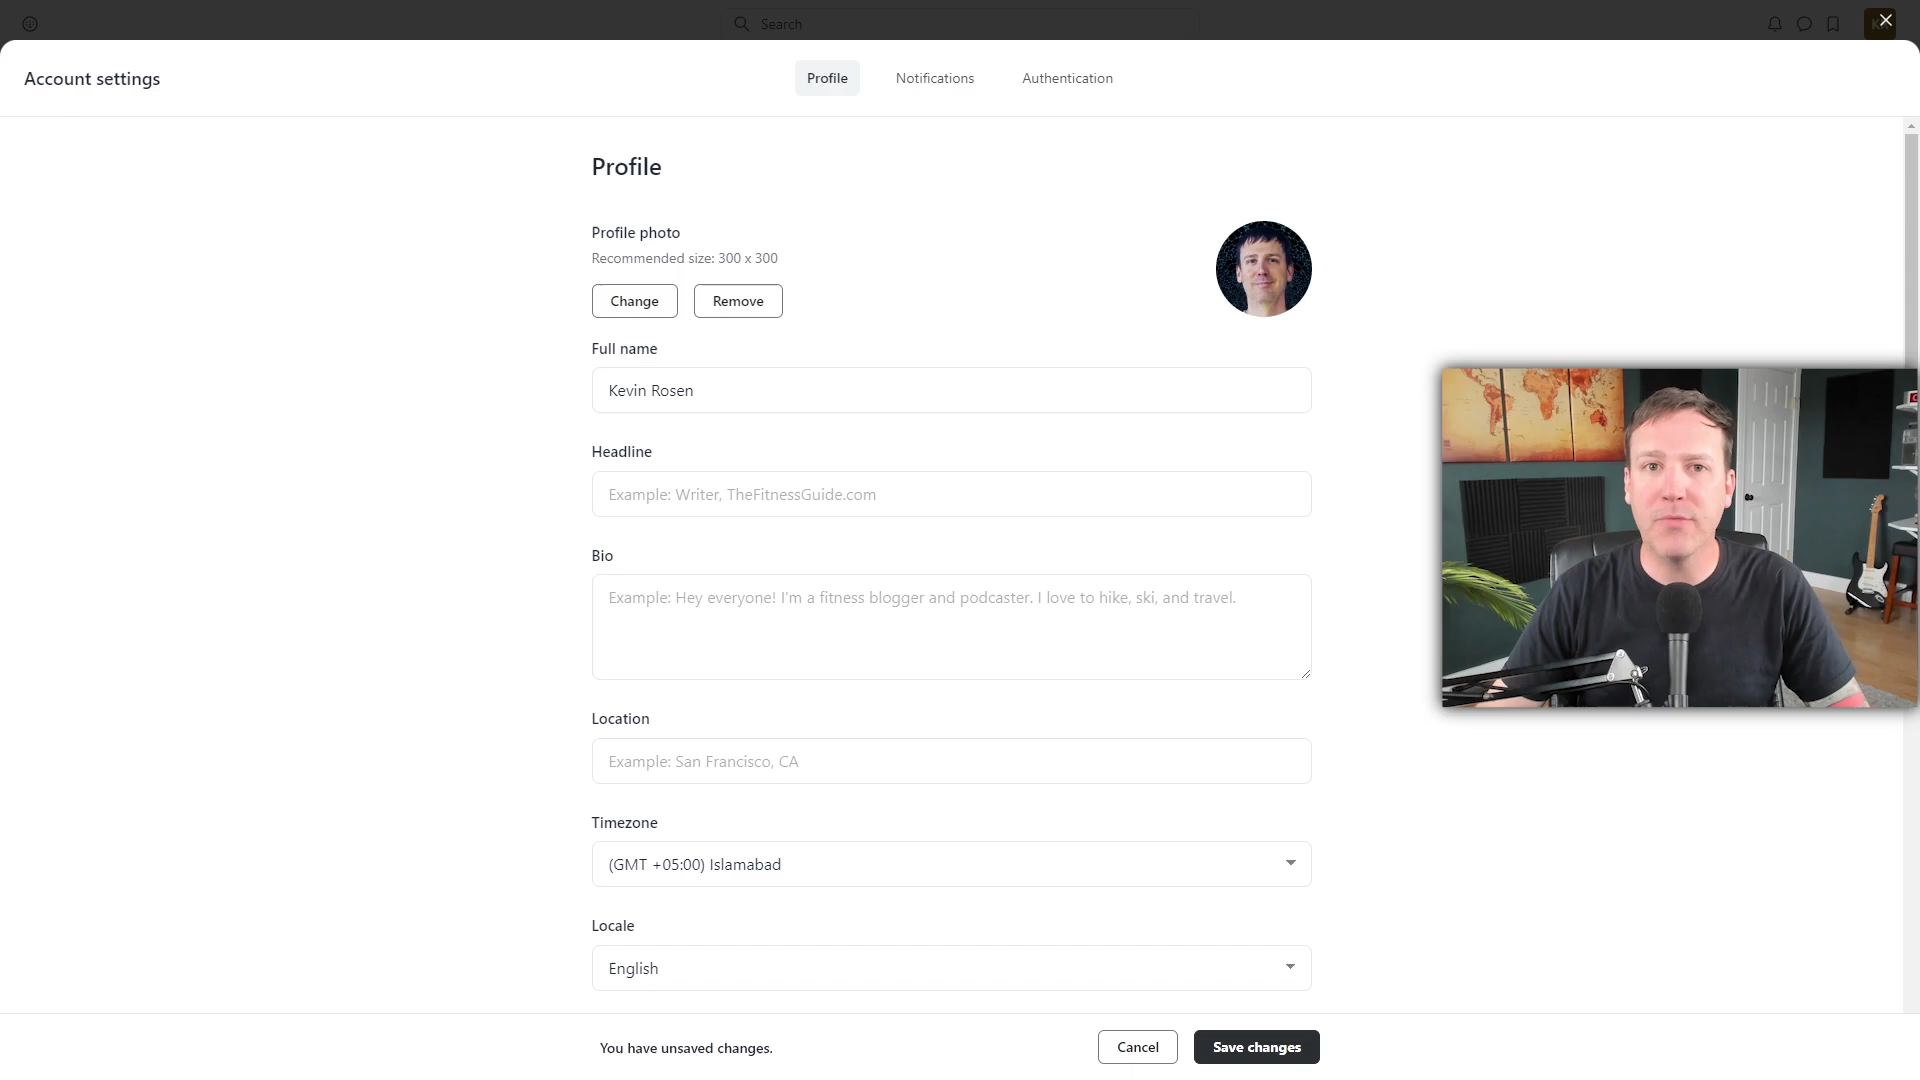 Search
Account settings
Profile
Notifications
Authentication
Profile
Profile photo
Recommended size: 300 x 300
Change
Remove
Full name
Kevin Rosen
Headline
Example: Writer, TheFitnessGuide.com
Bio
Example: Hey everyone! I'm a fitness blogger and podcaster. I love to hike, ski, and travel.
Location
Example: San Francisco, CA
Timezone
(GMT +05:00) Islamabad
Locale
English
You have unsaved changes.
Cancel
Save changes